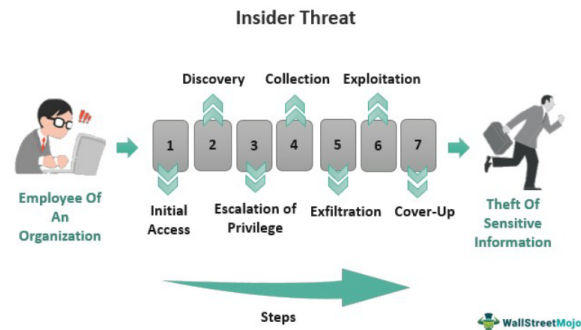 Insider Threat
Discovery
Collection
Exploitation
1
2
3
4
5
6
7
Employee Of
An
Organization
Initial
Access
Escalation of
Privilege
Exfiltration
Cover-Up
Theft Of
Sensitive
Information
Steps
WallStreetMojo